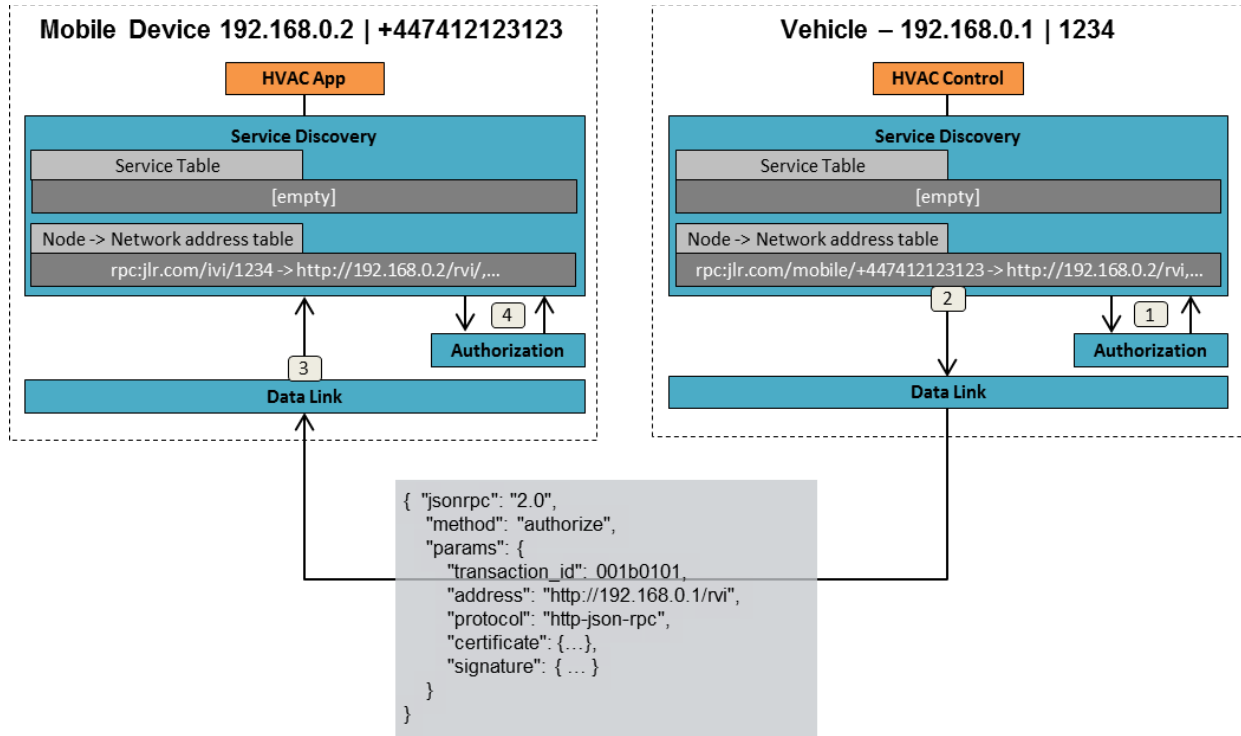 Mobile Device 192.168.0.2 | +447412123123
HVAC App
Service Discovery
Service Table
[empty]
Node -> Network address table
rpc:jlr.com/ivi/1234 -> http://192.168.0.2/rvi/,...
4
Authorization
3
Data Link
Vehicle – 192.168.0.1 | 1234
HVAC Control
Service Discovery
Service Table
[empty]
Node -> Network address table
rpc:jlr.com/mobile/+447412123123 -> http://192.168.0.2/rvi,...
2
1
Authorization
Data Link
{ "jsonrpc": "2.0",
"method": "authorize",
"params": {
"transaction_id": 001b0101,
"address": "http://192.168.0.1/rvi",
"protocol": "http-json-rpc",
"certificate": {…},
"signature": { … }
}
}